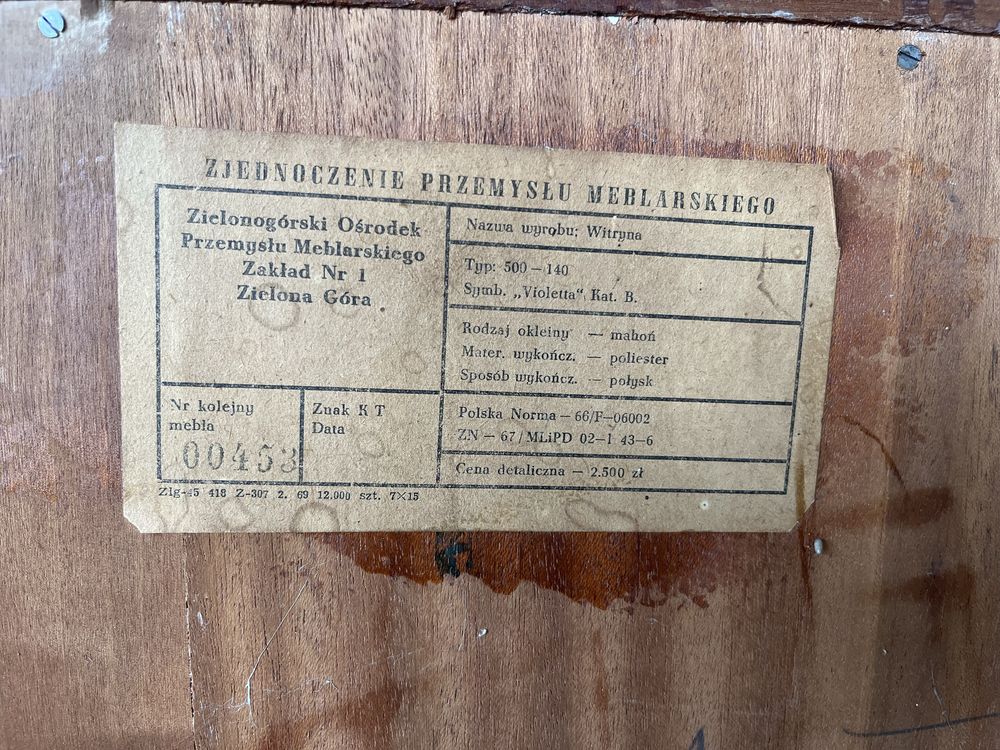 ZJEDNOCZENIE PRZEMYSŁU MEBLARSKIEGO
Zielonogórski Ośrodek
Przemysłu Meblarskiego
Zakład Nr 1
Zielona Góra
Nazwa wyrobu: Witryna
Typ: 500 — 140
Symb. „Violetta“ Kat. B.
Rodzaj okleiny — mahoń
Mater. wykończ. — poliester
Sposób wykończ. — połysk
Nr kolejny
mebla
00453
Znak K T
Data
Polska Norma — 66/F—06002
ZN — 67/MLiPD 02—1 43—6
Cena detaliczna — 2.500 zł
Zig-45 418 Z-307 2. 69 12.000 szt. 7×15